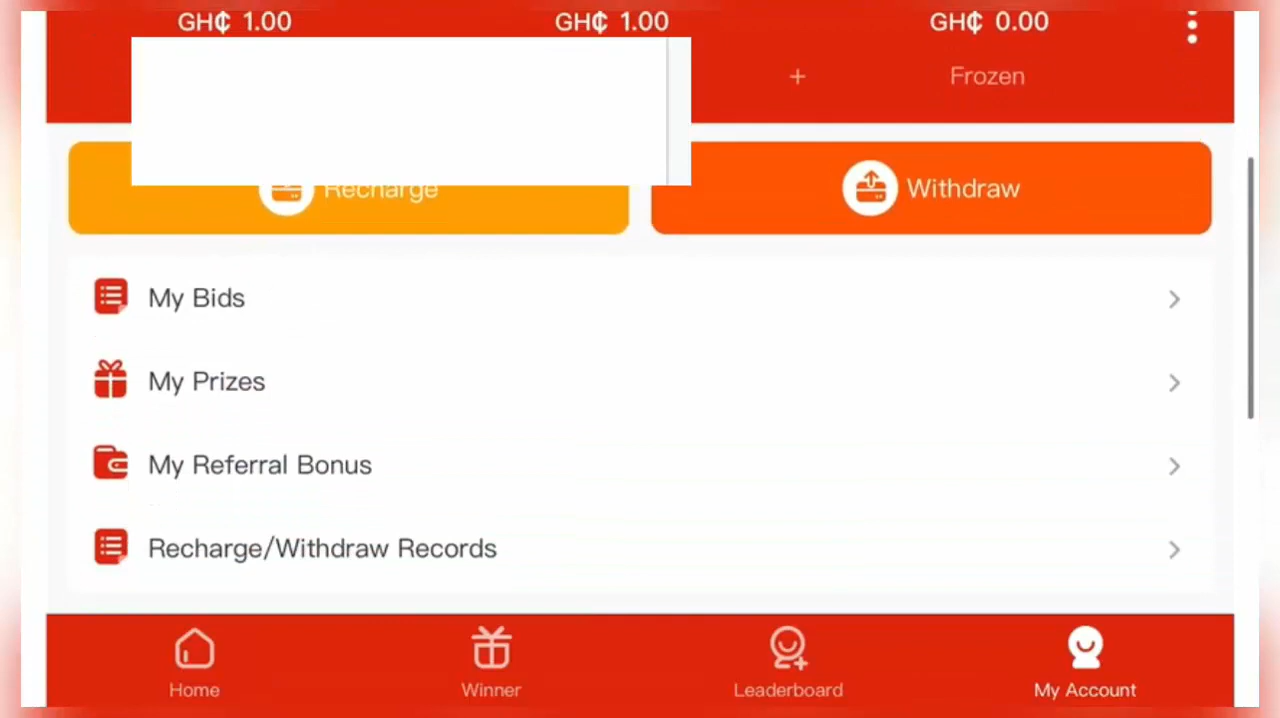 GH₵ 1.00 GH₵ 1.00 GH₵ 0.00
+ Frozen
Recharge Withdraw
My Bids
My Prizes
My Referral Bonus
Recharge/Withdraw Records
Home Winner Leaderboard My Account